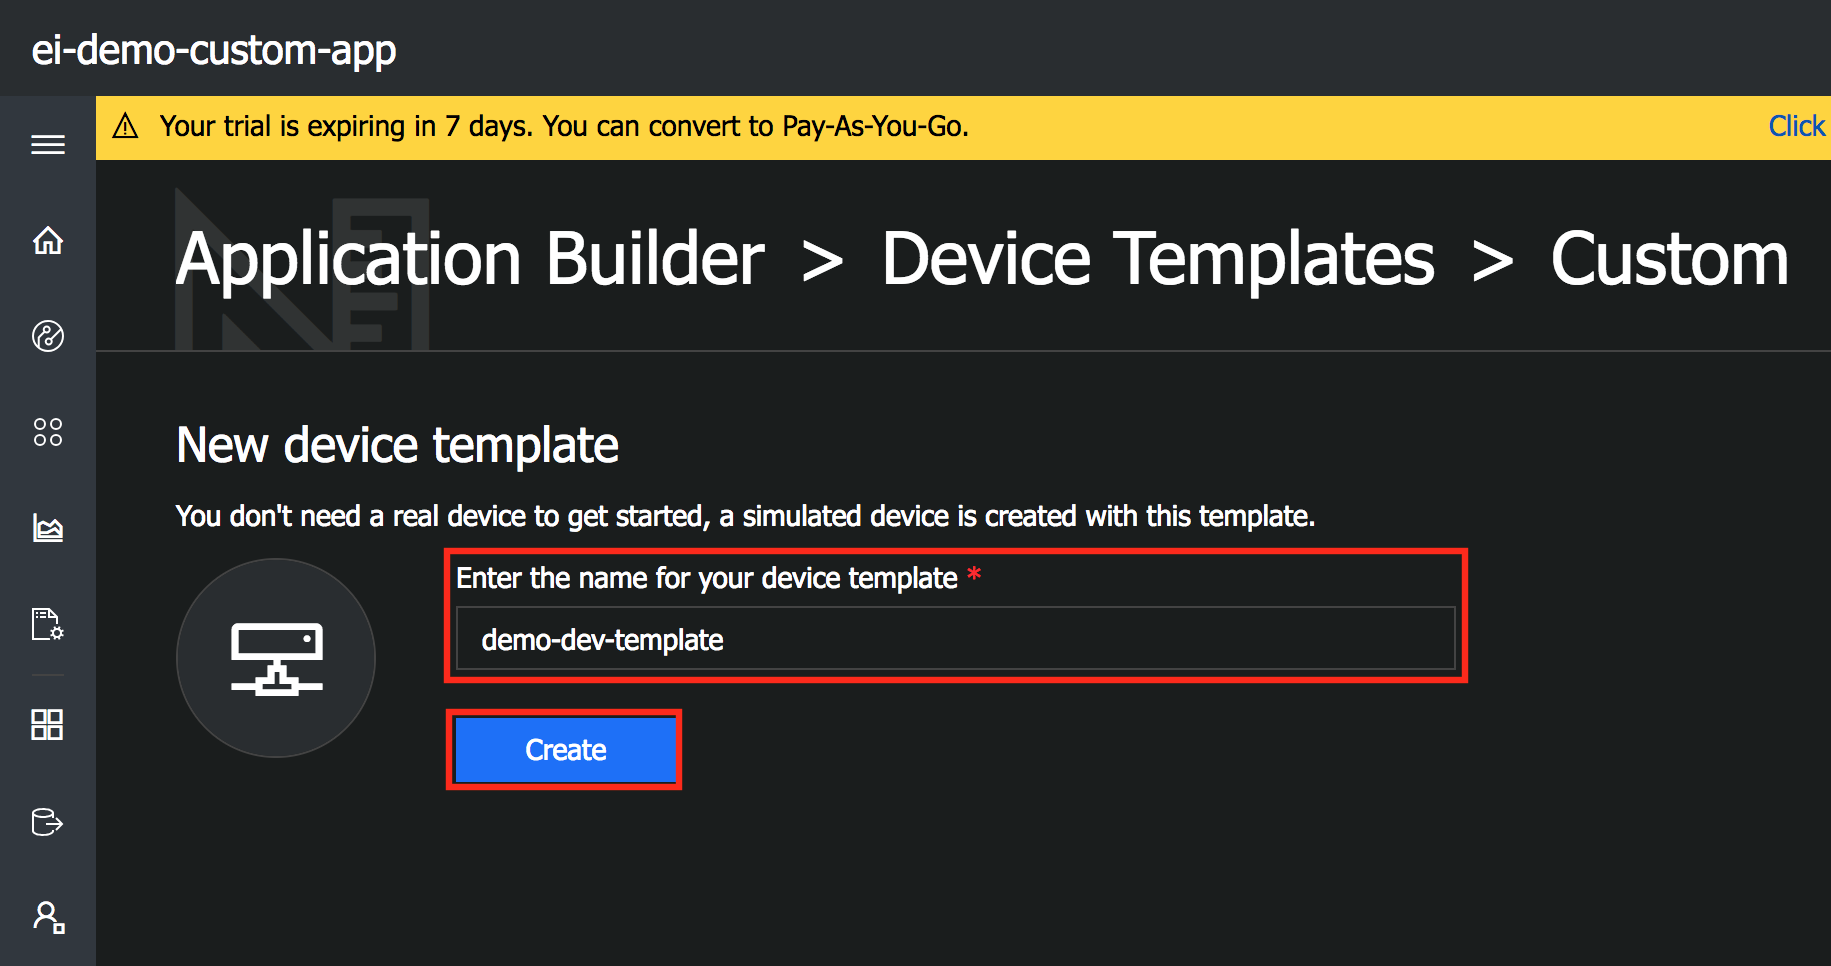 ei-demo-custom-app
Your trial is expiring in 7 days. You can convert to Pay-As-You-Go.
Click
Application Builder > Device Templates > Custom
New device template
You don't need a real device to get started, a simulated device is created with this template.
Enter the name for your device template *
demo-dev-template
Create